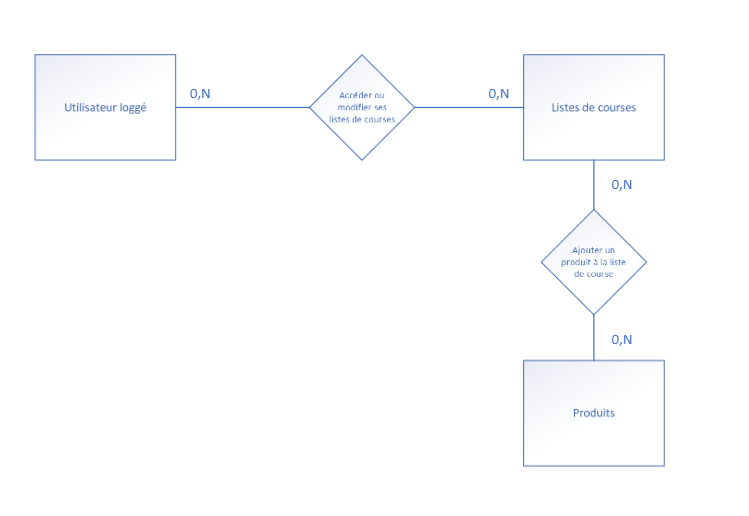 Utilisateur loggé
0,N
Accéder ou
modifier ses
listes de courses
0,N
Listes de courses
0,N
Ajouter un
produit à la liste
de course
0,N
Produits